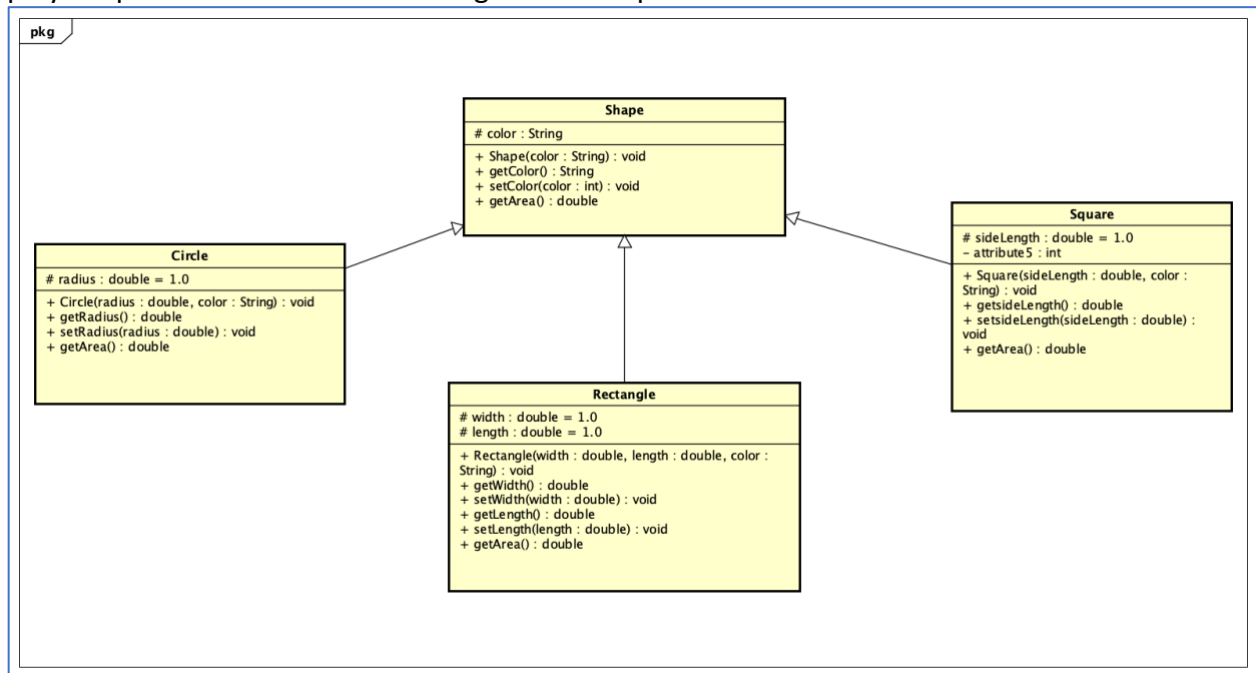 pkg
Shape
# color : String
+ Shape(color : String) : void
+ getColor() : String
+ setColor(color : int) : void
+ getArea() : double
Circle
# radius : double = 1.0
+ Circle(radius : double, color : String) : void
+ getRadius() : double
+ setRadius(radius : double) : void
+ getArea() : double
Rectangle
# width : double = 1.0
# length : double = 1.0
+ Rectangle(width : double, length : double, color :
String) : void
+ getWidth() : double
+ setWidth(width : double) : void
+ getLength() : double
+ setLength(length : double) : void
+ getArea() : double
Square
# sideLength : double = 1.0
- attribute5 : int
+ Square(sideLength : double, color :
String) : void
+ getsideLength() : double
+ setsideLength(sideLength : double) :
void
+ getArea() : double